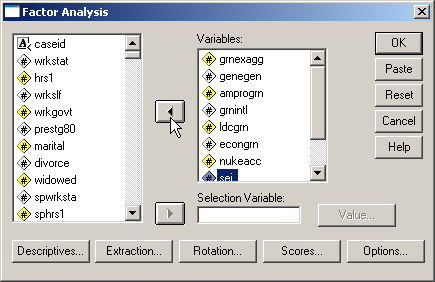 Factor Analysis
caseid
wrkstat
hrs1
wrkslf
wrkgovt
prestg80
marital
divorce
widowed
spwrksta
sphrs1
Variables:
grnexagg
genegen
amprogrn
grnintl
ldcgrn
econgrn
nukeacc
sei
Selection Variable:
Value...
OK
Paste
Reset
Cancel
Help
Descriptives... Extraction... Rotation... Scores... Options...